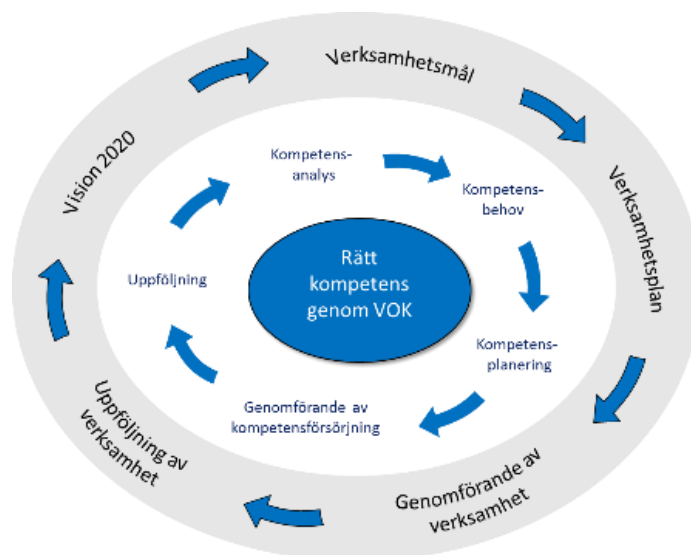 Vision 2020
Verksamhetsmål
Verksamhetsplan
Genomförande av
verksamhet
Uppföljning av
verksamhet
Kompetens-
analys
Kompetens-
behov
Kompetens-
planering
Genomförande av
kompetensförsörjning
Uppföljning
Rätt
kompetens
genom VOK